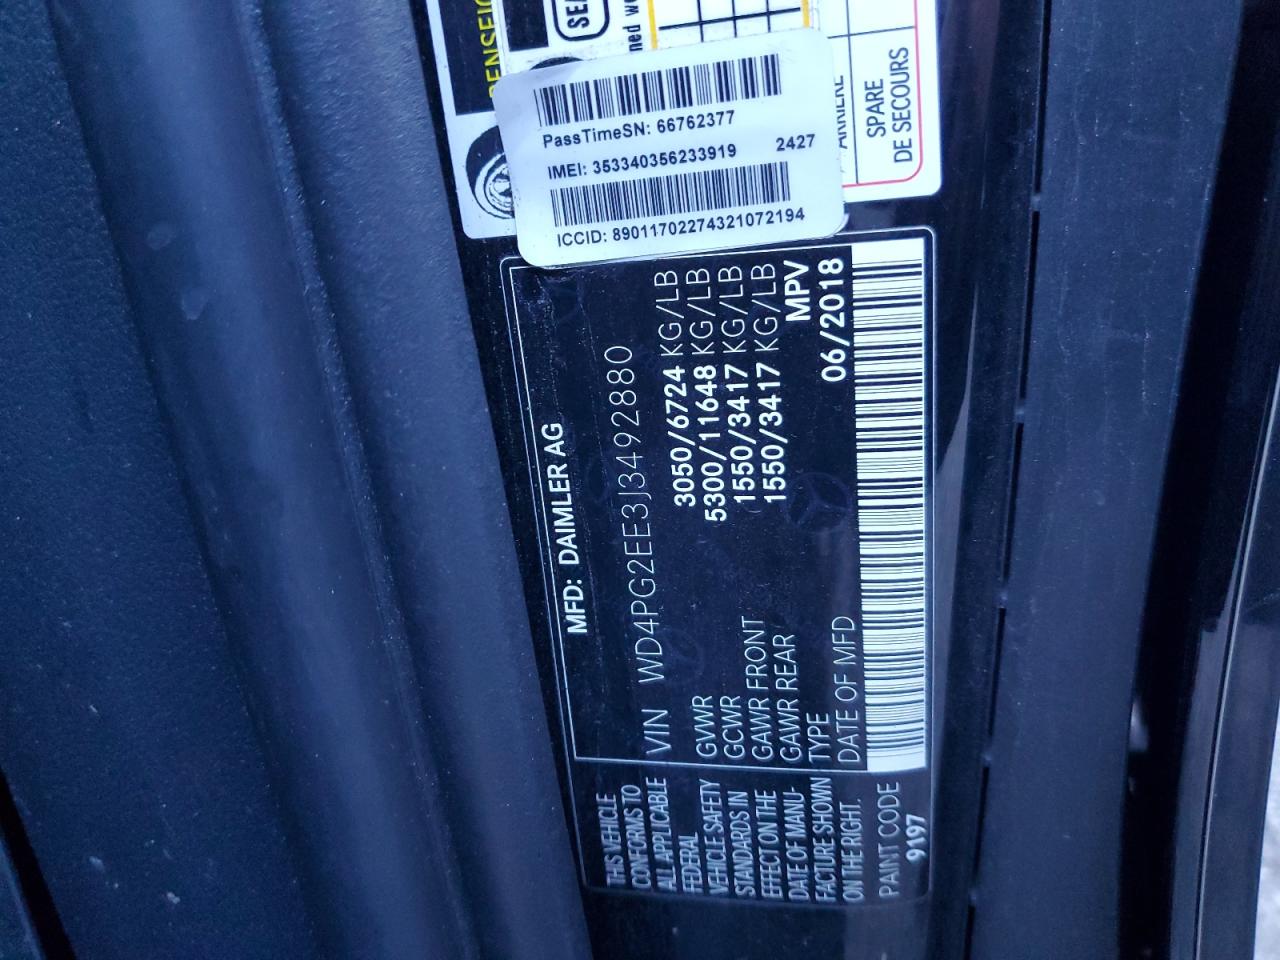 PassTimeSN: 66762377
IMEI: 353340356233919 2427
ICCID: 89011702274321072194
SPARE
DE SECOURS
MFD: DAIMLER AG
VIN WD4PG2EE3J3492880
GVWR 3050/6724 KG/LB
GCWR 5300/11648 KG/LB
GAWR FRONT 1550/3417 KG/LB
GAWR REAR 1550/3417 KG/LB
TYPE MPV
DATE OF MFD 06/2018
THIS VEHICLE
CONFORMS TO
ALL APPLICABLE
FEDERAL
VEHICLE SAFETY
STANDARDS IN
EFFECT ON THE
DATE OF MANU-
FACTURE SHOWN
ON THE RIGHT.
PAINT CODE
9197